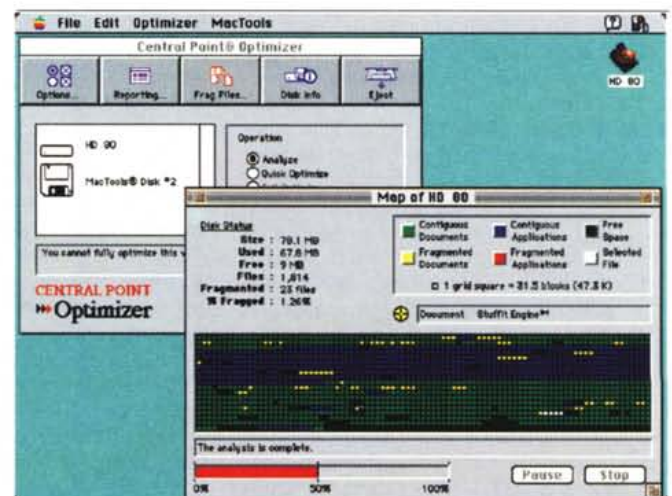 File Edit Optimizer MacTools
Central Point® Optimizer
Options... Reporting... Frag Files... Disk Info Eject
HD 80
HD 80
MacTools® Disk #2
Operation
Analyze
Quick Optimize
You cannot fully optimize this v
CENTRAL POINT
Optimizer
Map of HD 80
Disk Status
Size : 78.1 MB
Used : 67.8 MB
Free : 9 MB
Files : 1,814
Fragmented : 23 files
% Fragged : 1.26%
Contiguous Documents
Contiguous Applications
Free Space
Fragmented Documents
Fragmented Applications
Selected File
1 grid square = 31.5 blocks (47.3 K)
Document StuffIt Engine™
The analysis is complete.
0% 50% 100%
Pause Stop